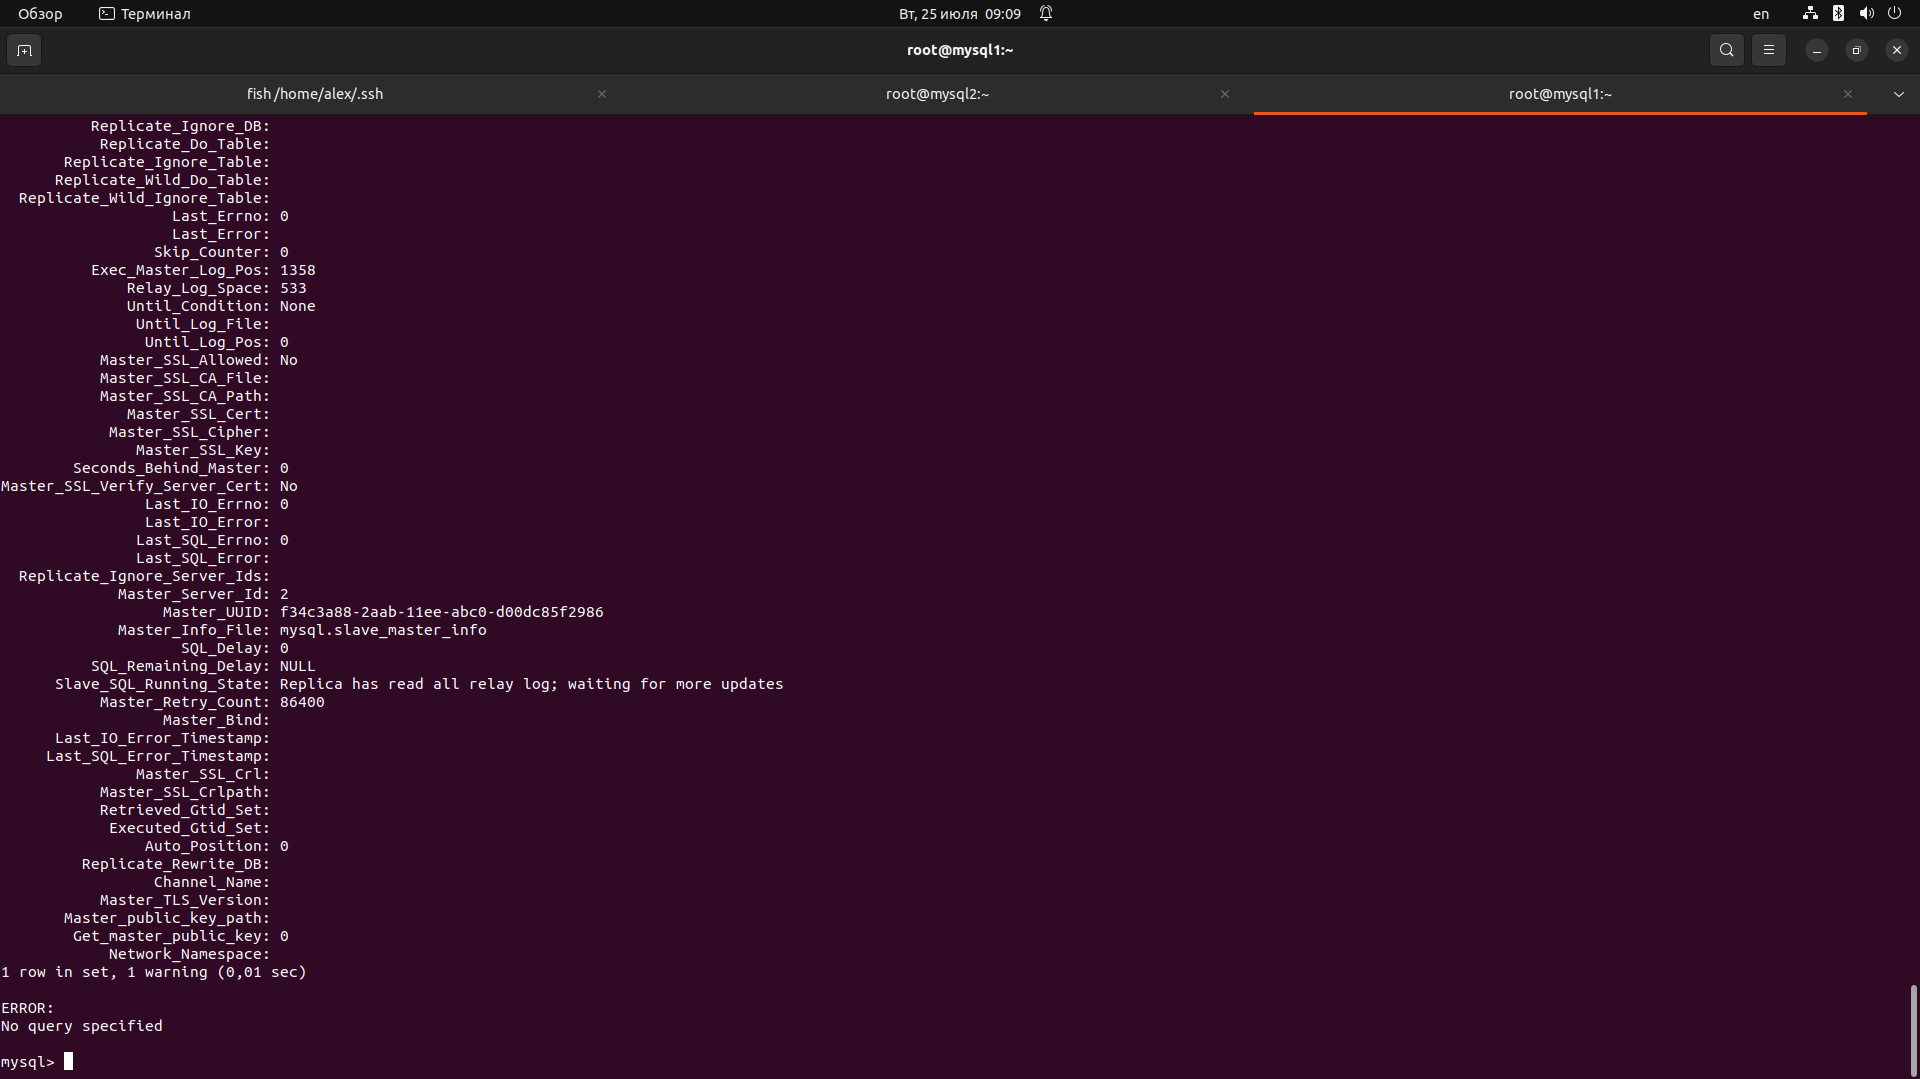 Обзор
Терминал
Вт, 25 июля 09:09
en
root@mysql1:~
fish /home/alex/.ssh
root@mysql2:~
root@mysql1:~
Replicate_Ignore_DB:
Replicate_Do_Table:
Replicate_Ignore_Table:
Replicate_Wild_Do_Table:
Replicate_Wild_Ignore_Table:
Last_Errno: 0
Last_Error:
Skip_Counter: 0
Exec_Master_Log_Pos: 1358
Relay_Log_Space: 533
Until_Condition: None
Until_Log_File:
Until_Log_Pos: 0
Master_SSL_Allowed: No
Master_SSL_CA_File:
Master_SSL_CA_Path:
Master_SSL_Cert:
Master_SSL_Cipher:
Master_SSL_Key:
Seconds_Behind_Master: 0
Master_SSL_Verify_Server_Cert: No
Last_IO_Errno: 0
Last_IO_Error:
Last_SQL_Errno: 0
Last_SQL_Error:
Replicate_Ignore_Server_Ids:
Master_Server_Id: 2
Master_UUID: f34c3a88-2aab-11ee-abc0-d00dc85f2986
Master_Info_File: mysql.slave_master_info
SQL_Delay: 0
SQL_Remaining_Delay: NULL
Slave_SQL_Running_State: Replica has read all relay log; waiting for more updates
Master_Retry_Count: 86400
Master_Bind:
Last_IO_Error_Timestamp:
Last_SQL_Error_Timestamp:
Master_SSL_Crl:
Master_SSL_Crlpath:
Retrieved_Gtid_Set:
Executed_Gtid_Set:
Auto_Position: 0
Replicate_Rewrite_DB:
Channel_Name:
Master_TLS_Version:
Master_public_key_path:
Get_master_public_key: 0
Network_Namespace:
1 row in set, 1 warning (0,01 sec)
ERROR:
No query specified
mysql>